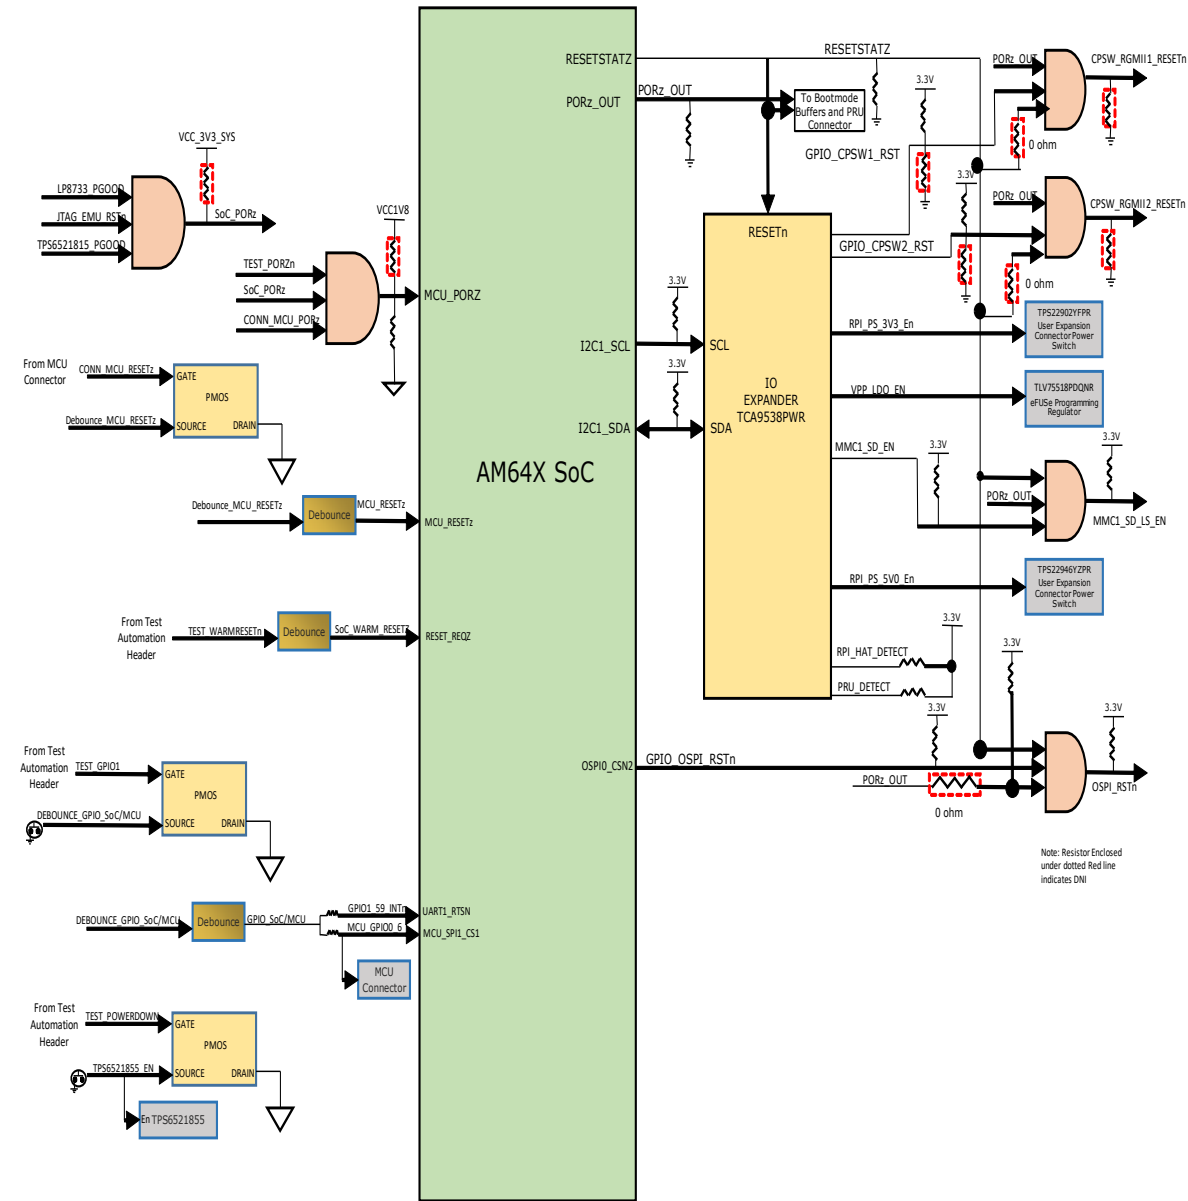 RESETSTATZ
RESETSTATZ
PORz_OUT
CPSW_RGMII1_RESETn
3.3V
PORz_OUT
PORz_OUT
To Bootmode
Buffers and PRU
Connector
0 ohm
GPIO_CPSW1_RST
VCC_3V3_SYS
LP8733_PGOOD
JTAG_EMU_RSTn
TPS6521815_PGOOD
SoC_PORz
3.3V
PORz_OUT
CPSW_RGMII2_RESETn
VCC1V8
RESETn
GPIO_CPSW2_RST
0 ohm
TEST_PORZn
SoC_PORz
CONN_MCU_PORz
MCU_PORZ
3.3V
RPI_PS_3V3_En
TPS22902YFPR
User Expansion
Connector Power
Switch
I2C1_SCL
SCL
From MCU
Connector
CONN_MCU_RESETz
GATE
PMOS
SOURCE
DRAIN
Debounce_MCU_RESETz
3.3V
IO
EXPANDER
TCA9538PWR
VPP_LDO_EN
TLV75518PDQNR
eFUSe Programming
Regulator
I2C1_SDA
SDA
MMC1_SD_EN
3.3V
3.3V
AM64X SoC
Debounce_MCU_RESETz
Debounce
MCU_RESETz
MCU_RESETz
PORz_OUT
MMC1_SD_LS_EN
RPI_PS_5V0_En
TPS22946YZPR
User Expansion
Connector Power
Switch
From Test
Automation
Header
TEST_WARMRESETn
Debounce
SoC_WARM_RESETZ
RESET_REQZ
3.3V
3.3V
RPI_HAT_DETECT
PRU_DETECT
3.3V
3.3V
From Test
Automation
Header
TEST_GPIO1
GATE
PMOS
SOURCE
DRAIN
DEBOUNCE_GPIO_SoC/MCU
OSPI0_CSN2
GPIO_OSPI_RSTn
PORz_OUT
0 ohm
OSPI_RSTn
Note: Resistor Enclosed
under dotted Red line
indicates DNI
DEBOUNCE_GPIO_SoC/MCU
Debounce
GPIO_SoC/MCU
GPIO1_59_INTn
UART1_RTSN
MCU_GPIO0_6
MCU_SPI1_CS1
MCU
Connector
From Test
Automation
Header
TEST_POWERDOWN
GATE
PMOS
SOURCE
DRAIN
TPS6521855_EN
En TPS6521855